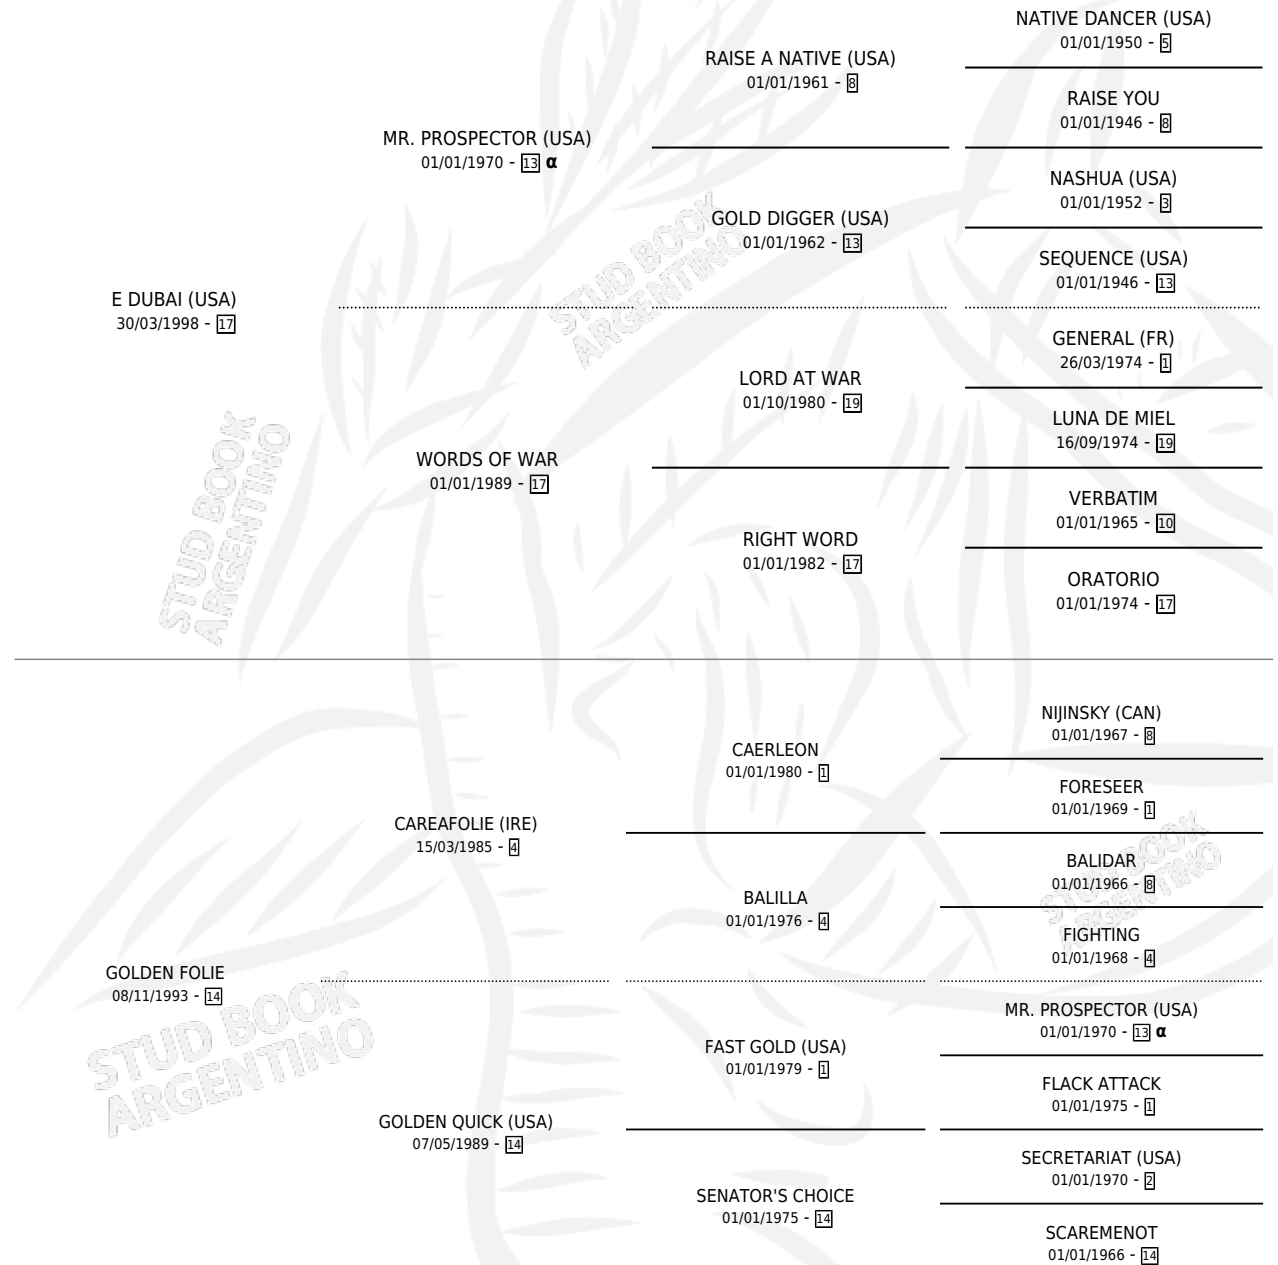 NATIVE DANCER (USA)
01/01/1950 - 5
RAISE A NATIVE (USA)
01/01/1961 - 8
RAISE YOU
01/01/1946 - 8
MR. PROSPECTOR (USA)
01/01/1970 - 13 α
NASHUA (USA)
01/01/1952 - 3
GOLD DIGGER (USA)
01/01/1962 - 13
SEQUENCE (USA)
01/01/1946 - 13
STUD BOOK
ARGENTINO
E DUBAI (USA)
30/03/1998 - 17
GENERAL (FR)
26/03/1974 - 1
LORD AT WAR
01/10/1980 - 19
LUNA DE MIEL
16/09/1974 - 19
WORDS OF WAR
01/01/1989 - 17
VERBATIM
01/01/1965 - 10
RIGHT WORD
01/01/1982 - 17
ORATORIO
01/01/1974 - 17
STUD BOOK
ARGENTINO
NIJINSKY (CAN)
01/01/1967 - 8
CAERLEON
01/01/1980 - 1
FORESEER
01/01/1969 - 1
CAREAFOLIE (IRE)
15/03/1985 - 4
BALIDAR
01/01/1966 - 8
BALILLA
01/01/1976 - 4
FIGHTING
01/01/1968 - 4
STUD BOOK
ARGENTINO
GOLDEN FOLIE
08/11/1993 - 14
MR. PROSPECTOR (USA)
01/01/1970 - 13 α
FAST GOLD (USA)
01/01/1979 - 1
FLACK ATTACK
01/01/1975 - 1
STUD BOOK
ARGENTINO
GOLDEN QUICK (USA)
07/05/1989 - 14
SECRETARIAT (USA)
01/01/1970 - 2
SENATOR'S CHOICE
01/01/1975 - 14
SCAREMENOT
01/01/1966 - 14